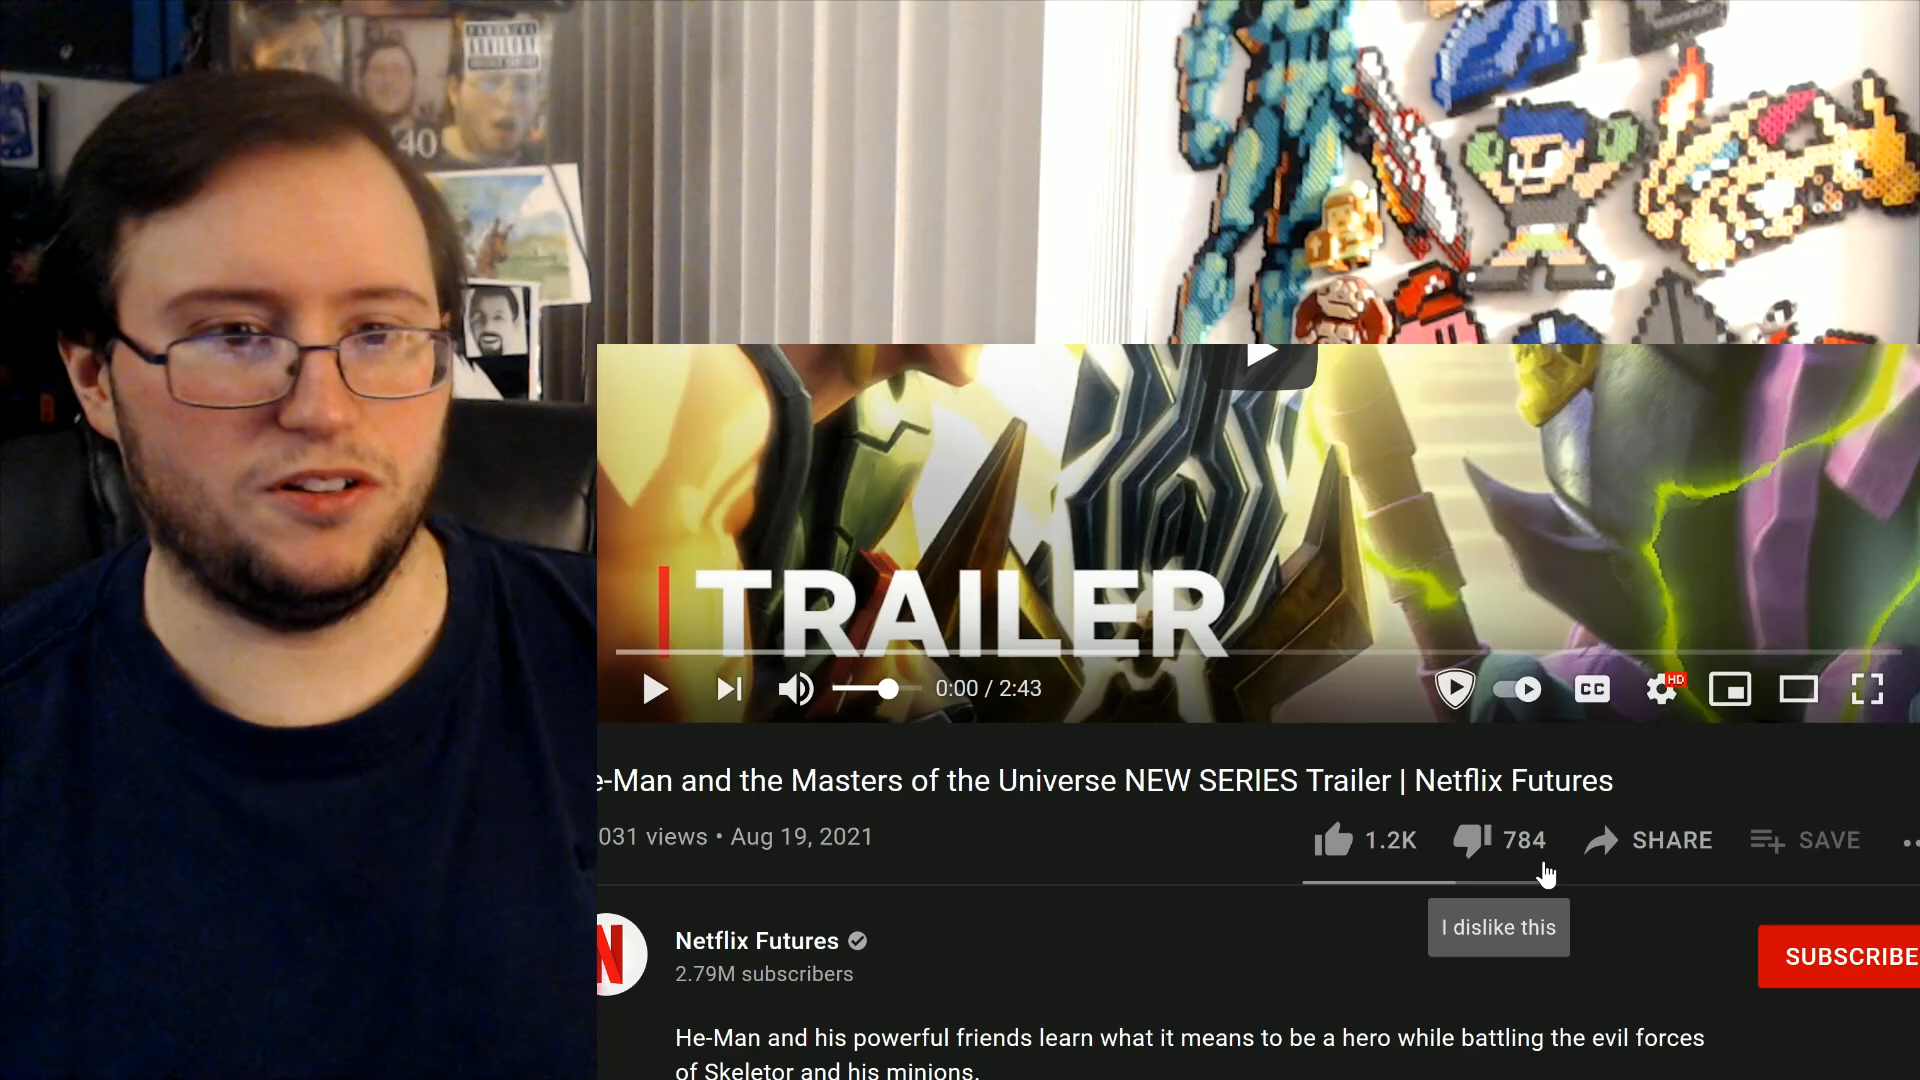 PARENTAL
ADVISORY
40
TRAILER
0:00 / 2:43
CC
HD
e-Man and the Masters of the Universe NEW SERIES Trailer | Netflix Futures
031 views • Aug 19, 2021
1.2K
784
SHARE
SAVE
I dislike this
N
Netflix Futures
2.79M subscribers
SUBSCRIBE
He-Man and his powerful friends learn what it means to be a hero while battling the evil forces
of Skeletor and his minions.